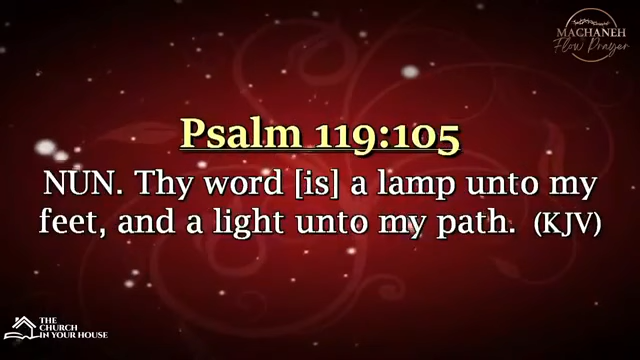 MACHANEH
Flow Prayer
Psalm 119:105
NUN. Thy word [is] a lamp unto my
feet, and a light unto my path. (KJV)
THE
CHURCH
IN YOUR HOUSE